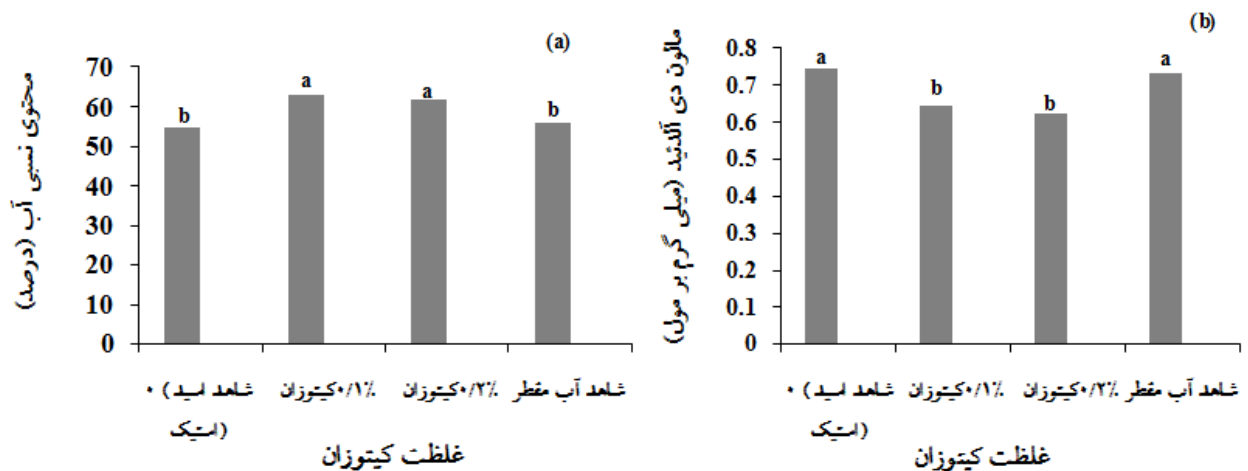 (a)
محتوی نسبی آب (درصد)
70
60
50
40
30
20
10
0
b
a
a
b
۰ (شاهد اسید استیک)
۰/۱%کیتوزان
۰/۲%کیتوزان
شاهد آب مقطر
غلظت کیتوزان
(b)
مالون دی آلدئید (میلی گرم بر مول)
0.8
0.7
0.6
0.5
0.4
0.3
0.2
0.1
0
a
b
b
a
۰ (شاهد اسید استیک)
۰/۱%کیتوزان
۰/۲%کیتوزان
شاهد آب مقطر
غلظت کیتوزان